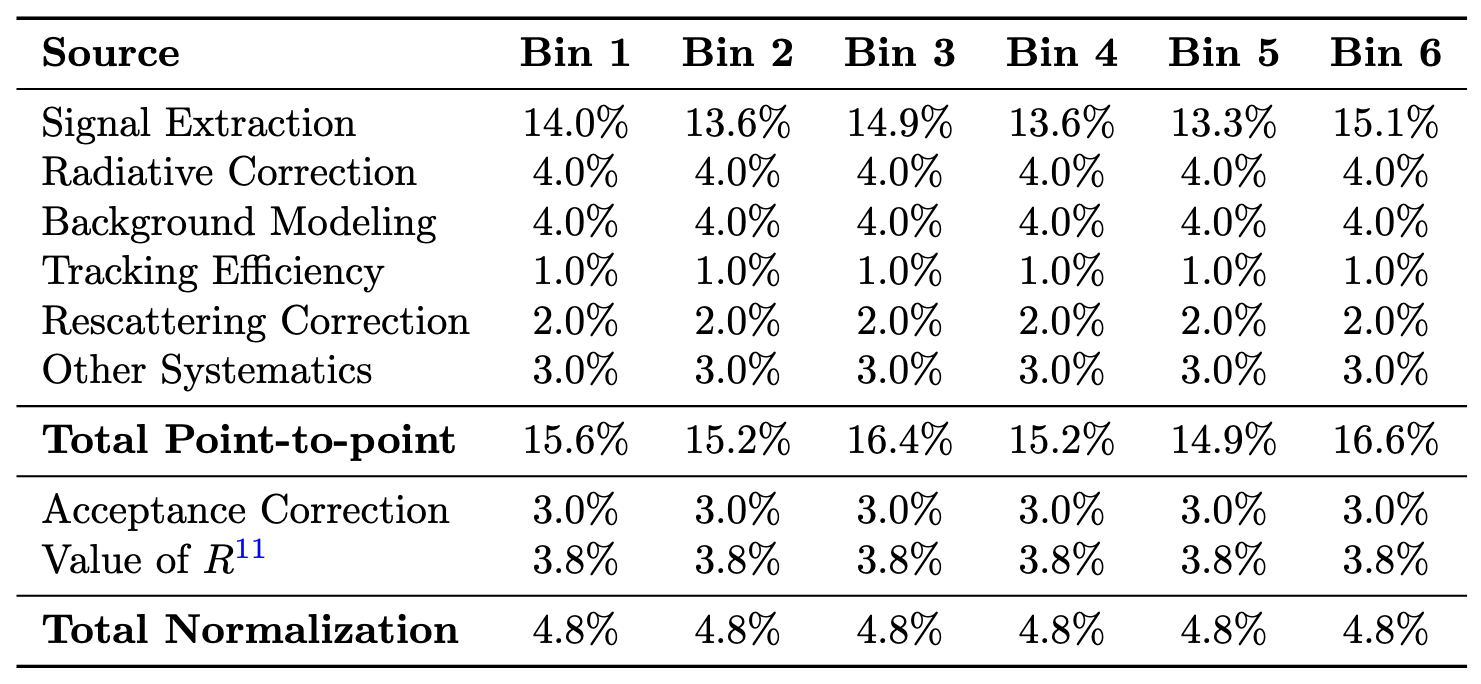 Source Bin 1 Bin 2 Bin 3 Bin 4 Bin 5 Bin 6
Signal Extraction 14.0% 13.6% 14.9% 13.6% 13.3% 15.1%
Radiative Correction 4.0% 4.0% 4.0% 4.0% 4.0% 4.0%
Background Modeling 4.0% 4.0% 4.0% 4.0% 4.0% 4.0%
Tracking Efficiency 1.0% 1.0% 1.0% 1.0% 1.0% 1.0%
Rescattering Correction 2.0% 2.0% 2.0% 2.0% 2.0% 2.0%
Other Systematics 3.0% 3.0% 3.0% 3.0% 3.0% 3.0%
Total Point-to-point 15.6% 15.2% 16.4% 15.2% 14.9% 16.6%
Acceptance Correction 3.0% 3.0% 3.0% 3.0% 3.0% 3.0%
Value of R¹¹ 3.8% 3.8% 3.8% 3.8% 3.8% 3.8%
Total Normalization 4.8% 4.8% 4.8% 4.8% 4.8% 4.8%